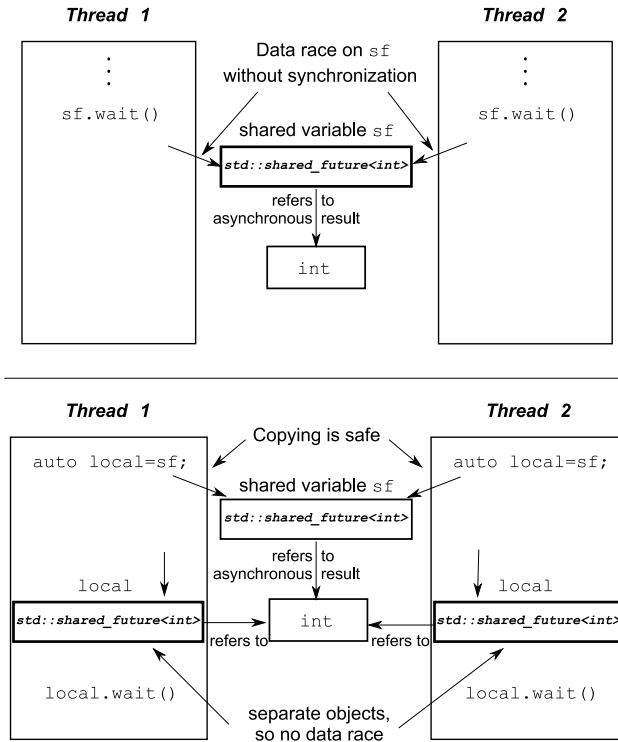 Thread 1
Thread 2
Data race on sf
without synchronization
sf.wait()
sf.wait()
shared variable sf
std::shared_future<int>
refers to
asynchronous result
int
Thread 1
Thread 2
Copying is safe
auto local=sf;
auto local=sf;
shared variable sf
std::shared_future<int>
refers to
asynchronous result
local
local
std::shared_future<int>
int
std::shared_future<int>
refers to
refers to
local.wait()
local.wait()
separate objects,
so no data race